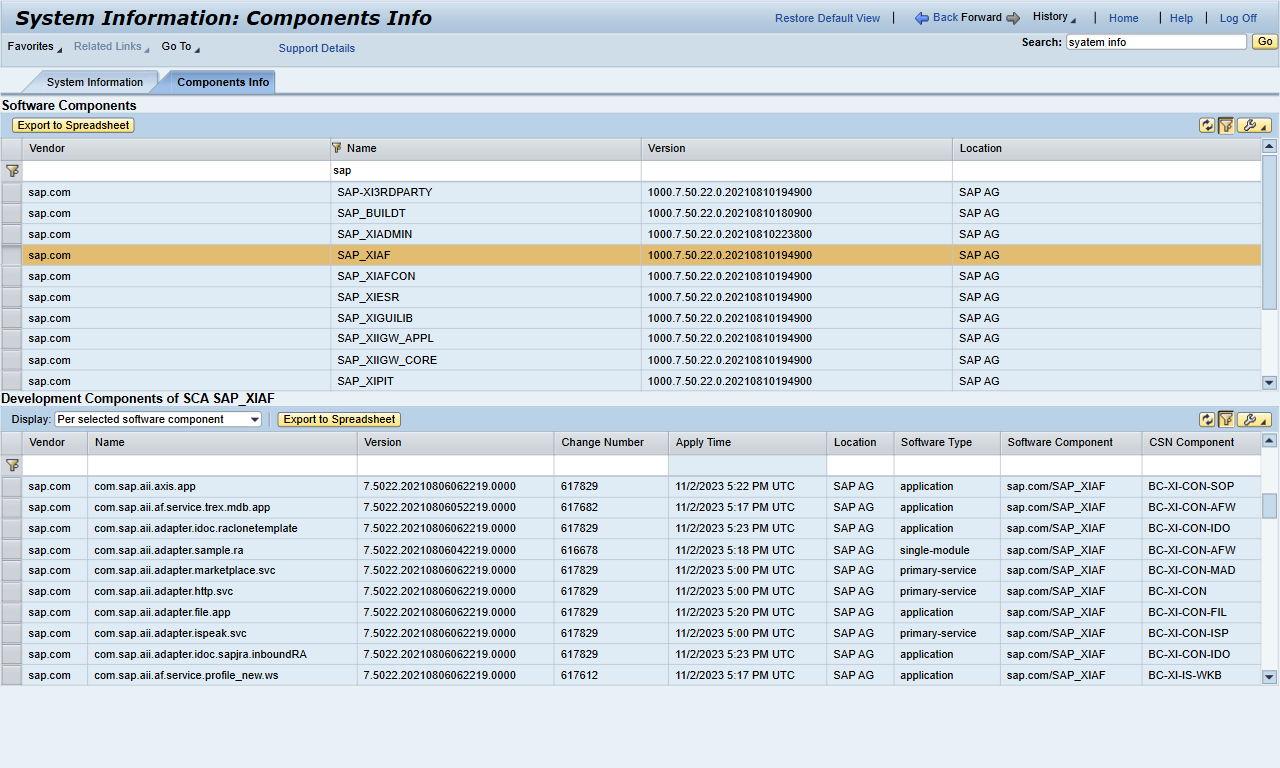 System Information: Components Info
Restore Default View | Back Forward History | Home | Help | Log Off
Favorites Related Links Go To Support Details Search: syatem info Go
System Information Components Info
Software Components
Export to Spreadsheet
Vendor Name Version Location
sap
sap.com SAP-XI3RDPARTY 1000.7.50.22.0.20210810194900 SAP AG
sap.com SAP_BUILDT 1000.7.50.22.0.20210810180900 SAP AG
sap.com SAP_XIADMIN 1000.7.50.22.0.20210810223800 SAP AG
sap.com SAP_XIAF 1000.7.50.22.0.20210810194900 SAP AG
sap.com SAP_XIAFCON 1000.7.50.22.0.20210810194900 SAP AG
sap.com SAP_XIESR 1000.7.50.22.0.20210810194900 SAP AG
sap.com SAP_XIGUILIB 1000.7.50.22.0.20210810194900 SAP AG
sap.com SAP_XIIGW_APPL 1000.7.50.22.0.20210810194900 SAP AG
sap.com SAP_XIIGW_CORE 1000.7.50.22.0.20210810194900 SAP AG
sap.com SAP_XIPIT 1000.7.50.22.0.20210810194900 SAP AG
Development Components of SCA SAP_XIAF
Display: Per selected software component Export to Spreadsheet
Vendor Name Version Change Number Apply Time Location Software Type Software Component CSN Component
sap.com com.sap.aii.axis.app 7.5022.20210806062219.0000 617829 11/2/2023 5:22 PM UTC SAP AG application sap.com/SAP_XIAF BC-XI-CON-SOP
sap.com com.sap.aii.af.service.trex.mdb.app 7.5022.20210806052219.0000 617682 11/2/2023 5:17 PM UTC SAP AG application sap.com/SAP_XIAF BC-XI-CON-AFW
sap.com com.sap.aii.adapter.idoc.raclonetemplate 7.5022.20210806062219.0000 617829 11/2/2023 5:23 PM UTC SAP AG application sap.com/SAP_XIAF BC-XI-CON-IDO
sap.com com.sap.aii.adapter.sample.ra 7.5022.20210806042219.0000 616678 11/2/2023 5:18 PM UTC SAP AG single-module sap.com/SAP_XIAF BC-XI-CON-AFW
sap.com com.sap.aii.adapter.marketplace.svc 7.5022.20210806062219.0000 617829 11/2/2023 5:00 PM UTC SAP AG primary-service sap.com/SAP_XIAF BC-XI-CON-MAD
sap.com com.sap.aii.adapter.http.svc 7.5022.20210806062219.0000 617829 11/2/2023 5:00 PM UTC SAP AG primary-service sap.com/SAP_XIAF BC-XI-CON
sap.com com.sap.aii.adapter.file.app 7.5022.20210806062219.0000 617829 11/2/2023 5:20 PM UTC SAP AG application sap.com/SAP_XIAF BC-XI-CON-FIL
sap.com com.sap.aii.adapter.ispeak.svc 7.5022.20210806062219.0000 617829 11/2/2023 5:00 PM UTC SAP AG primary-service sap.com/SAP_XIAF BC-XI-CON-ISP
sap.com com.sap.aii.adapter.idoc.sapjra.inboundRA 7.5022.20210806062219.0000 617829 11/2/2023 5:23 PM UTC SAP AG application sap.com/SAP_XIAF BC-XI-CON-IDO
sap.com com.sap.aii.af.service.profile_new.ws 7.5022.20210806062219.0000 617612 11/2/2023 5:17 PM UTC SAP AG application sap.com/SAP_XIAF BC-XI-IS-WKB